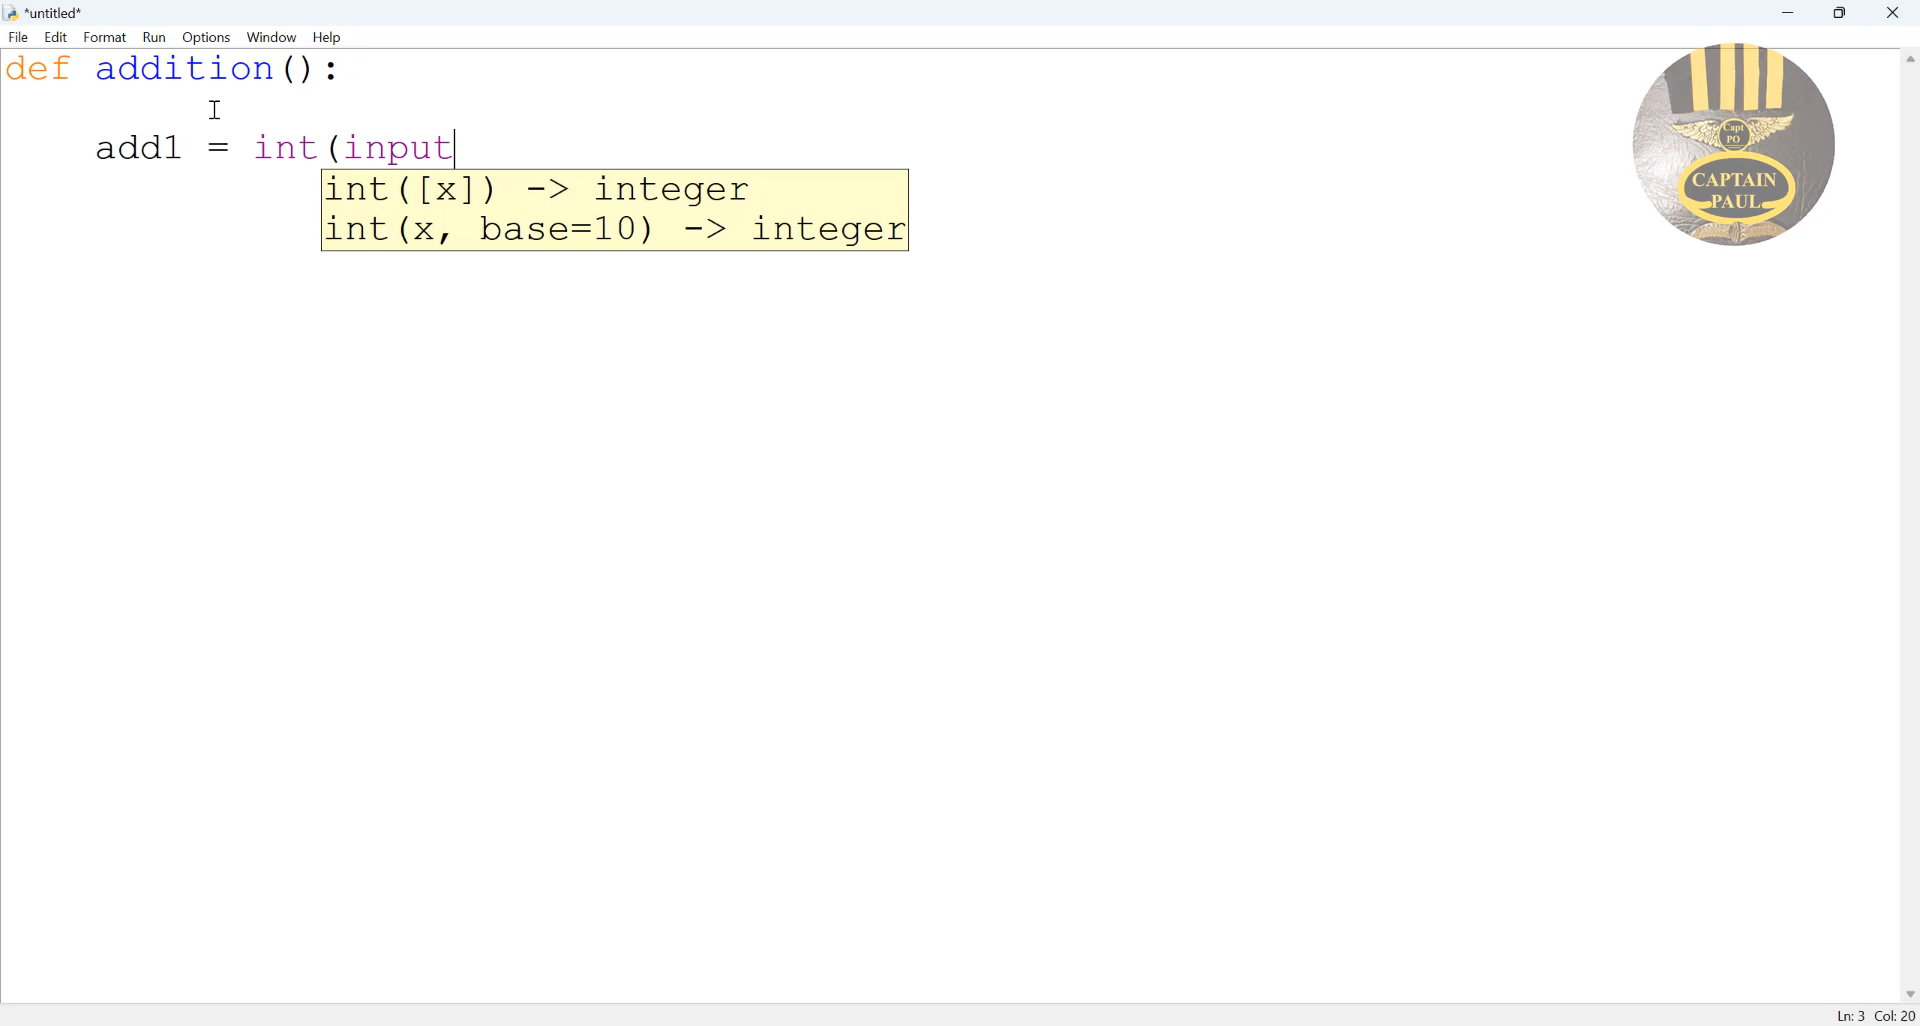 *untitled*
File Edit Format Run Options Window Help
def addition():
add1 = int(input
int([x]) -> integer
int(x, base=10) -> integer
Capt
PO
CAPTAIN
PAUL
Ln: 3 Col: 20